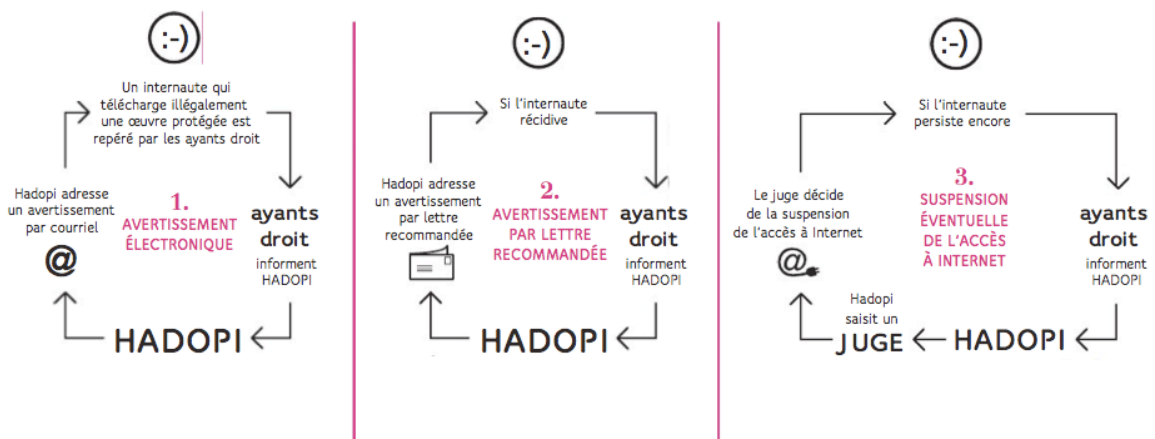 :-)
Un internaute qui
télécharge illégalement
une œuvre protégée est
repéré par les ayants droit
Hadopi adresse
un avertissement
par courriel
@
1.
AVERTISSEMENT
ÉLECTRONIQUE
ayants
droit
informent
HADOPI
HADOPI
:-)
Si l'internaute
récidive
Hadopi adresse
un avertissement
par lettre
recommandée
2.
AVERTISSEMENT
PAR LETTRE
RECOMMANDÉE
ayants
droit
informent
HADOPI
HADOPI
:-)
Si l'internaute
persiste encore
Le juge décide
de la suspension
de l'accès à Internet
@
3.
SUSPENSION
ÉVENTUELLE
DE L'ACCÈS
À INTERNET
ayants
droit
informent
HADOPI
Hadopi
saisit un
JUGE
HADOPI